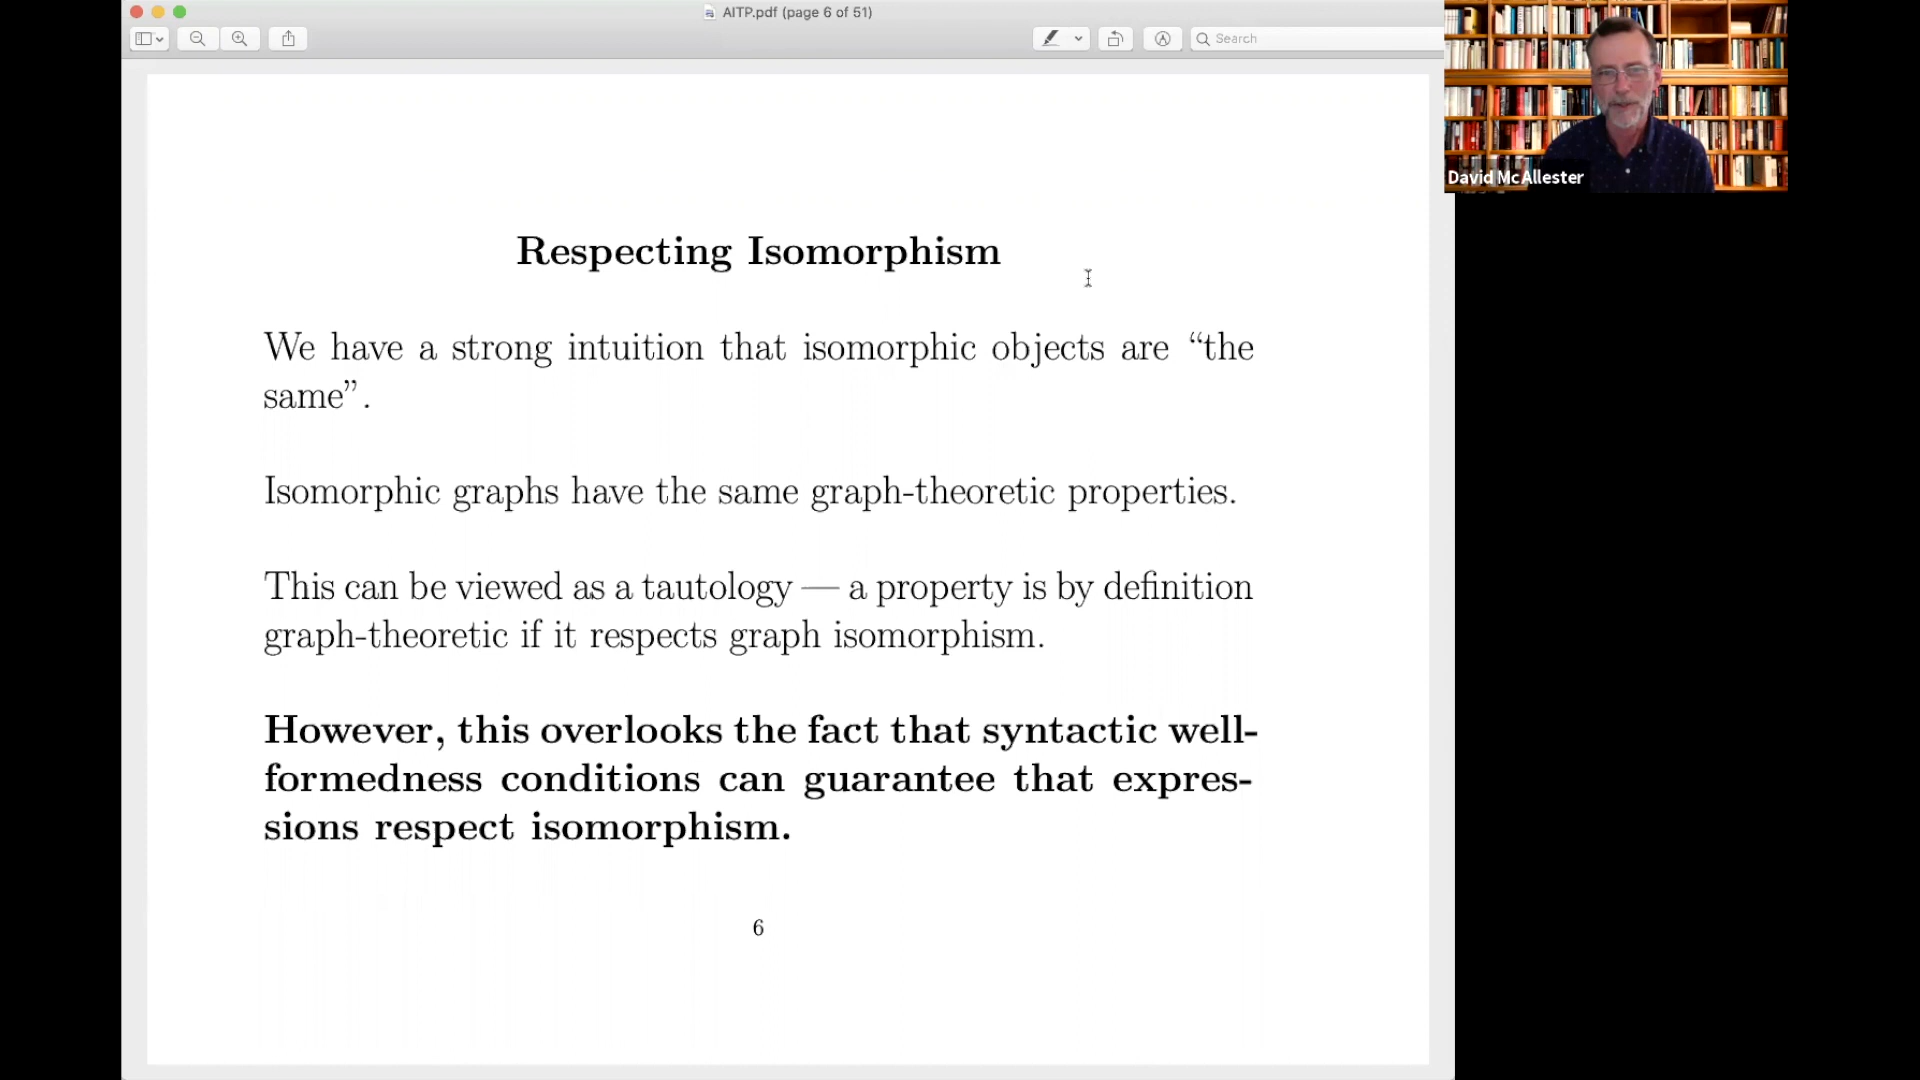 AITP.pdf (page 6 of 51)
Search
David McAllester
Respecting Isomorphism
We have a strong intuition that isomorphic objects are “the
same”.
Isomorphic graphs have the same graph-theoretic properties.
This can be viewed as a tautology — a property is by definition
graph-theoretic if it respects graph isomorphism.
However, this overlooks the fact that syntactic well-
formedness conditions can guarantee that expres-
sions respect isomorphism.
6